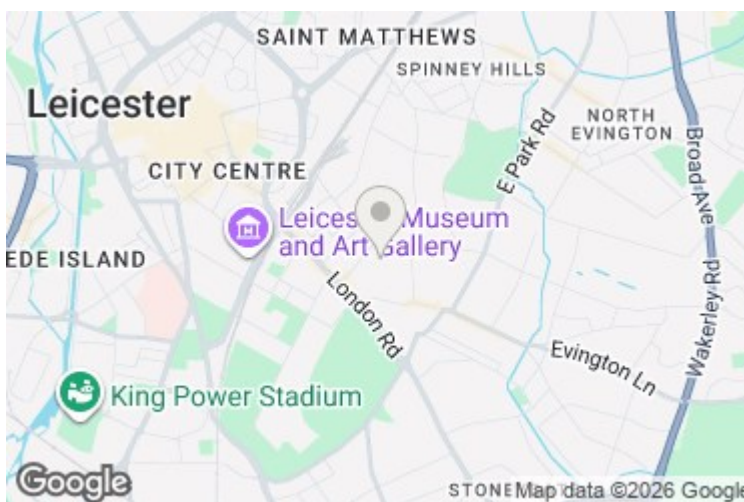 SAINT MATTHEWS
SPINNEY HILLS
Leicester
NORTH
EVINGTON
E Park Rd
Broad Ave
CITY CENTRE
Leicester Museum
and Art Gallery
EDE ISLAND
London Rd
Wakerley Rd
Evington Ln
King Power Stadium
Google
STONE
Map data ©2026 Google